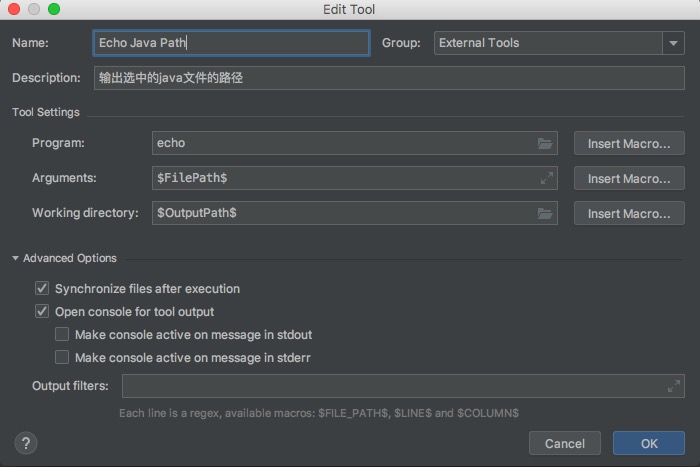 Edit Tool
Name: Echo Java Path Group: External Tools
Description: 输出选中的java文件的路径
Tool Settings
Program: echo Insert Macro...
Arguments: $FilePath$ Insert Macro...
Working directory: $OutputPath$ Insert Macro...
Advanced Options
Synchronize files after execution
Open console for tool output
Make console active on message in stdout
Make console active on message in stderr
Output filters:
Each line is a regex, available macros: $FILE_PATH$, $LINE$ and $COLUMN$
? Cancel OK